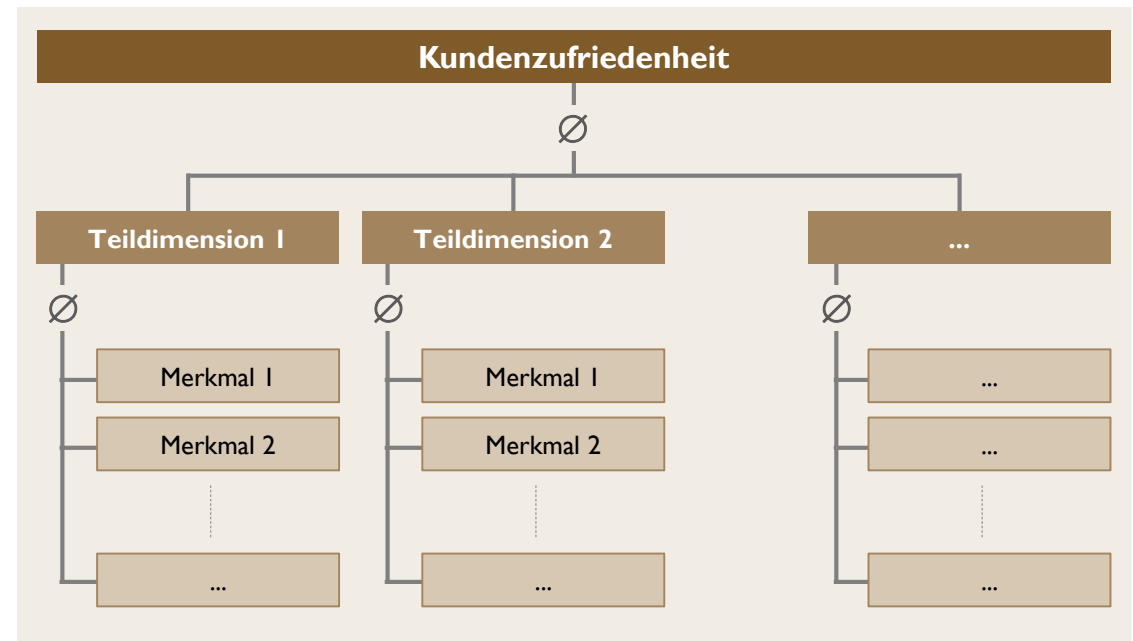 Kundenzufriedenheit
∅
Teildimension 1
Teildimension 2
...
∅
∅
∅
Merkmal 1
Merkmal 1
...
Merkmal 2
Merkmal 2
...
...
...
...